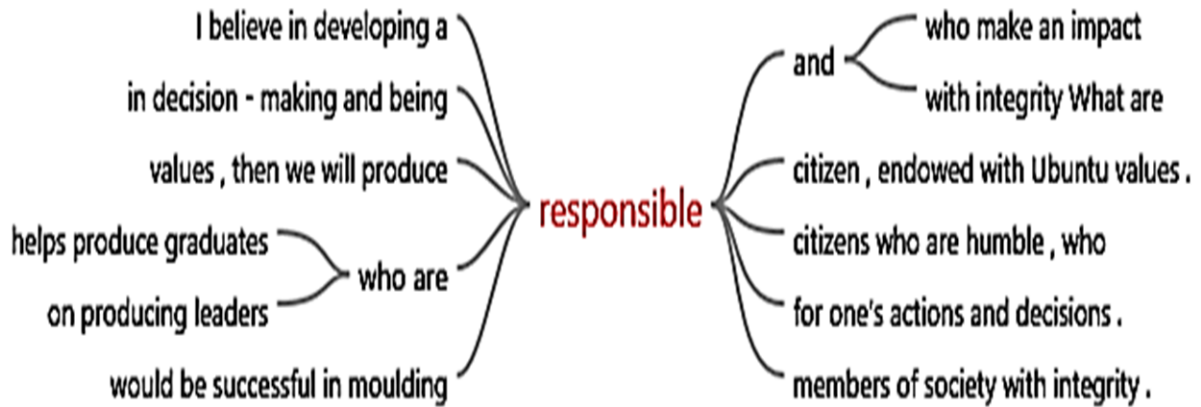 I believe in developing a
in decision - making and being
values , then we will produce
helps produce graduates
on producing leaders
who are
would be successful in moulding
responsible
and
who make an impact
with integrity What are
citizen , endowed with Ubuntu values .
citizens who are humble , who
for one's actions and decisions .
members of society with integrity .